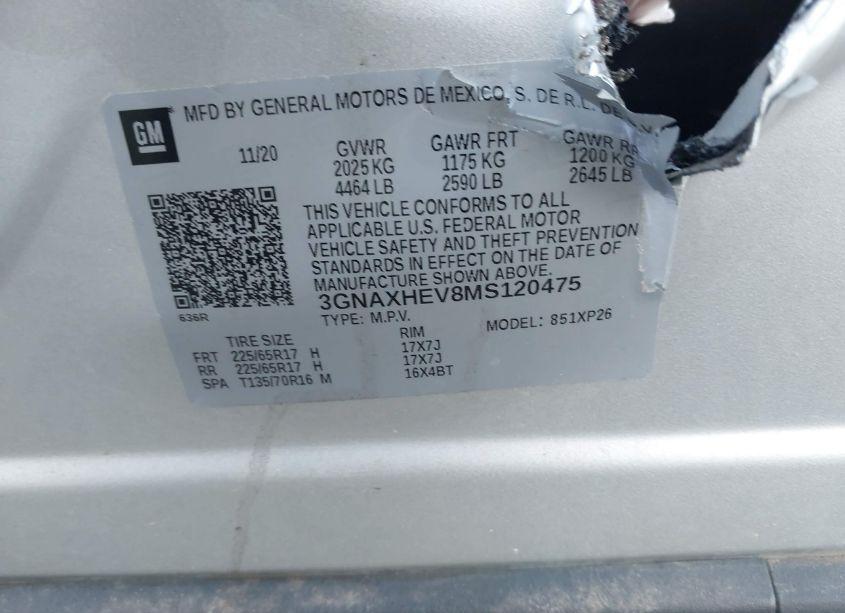 GM
MFD BY GENERAL MOTORS DE MEXICO, S. DE R.L. DE
11/20 GVWR GAWR FRT GAWR RR
2025 KG 1175 KG 1200 KG
4464 LB 2590 LB 2645 LB
THIS VEHICLE CONFORMS TO ALL
APPLICABLE U.S. FEDERAL MOTOR
VEHICLE SAFETY AND THEFT PREVENTION
STANDARDS IN EFFECT ON THE DATE OF
MANUFACTURE SHOWN ABOVE.
3GNAXHEV8MS120475
636R
TYPE: M.P.V. MODEL: 851XP26
TIRE SIZE RIM
FRT 225/65R17 H 17X7J
RR 225/65R17 H 17X7J
SPA T135/70R16 M 16X4BT